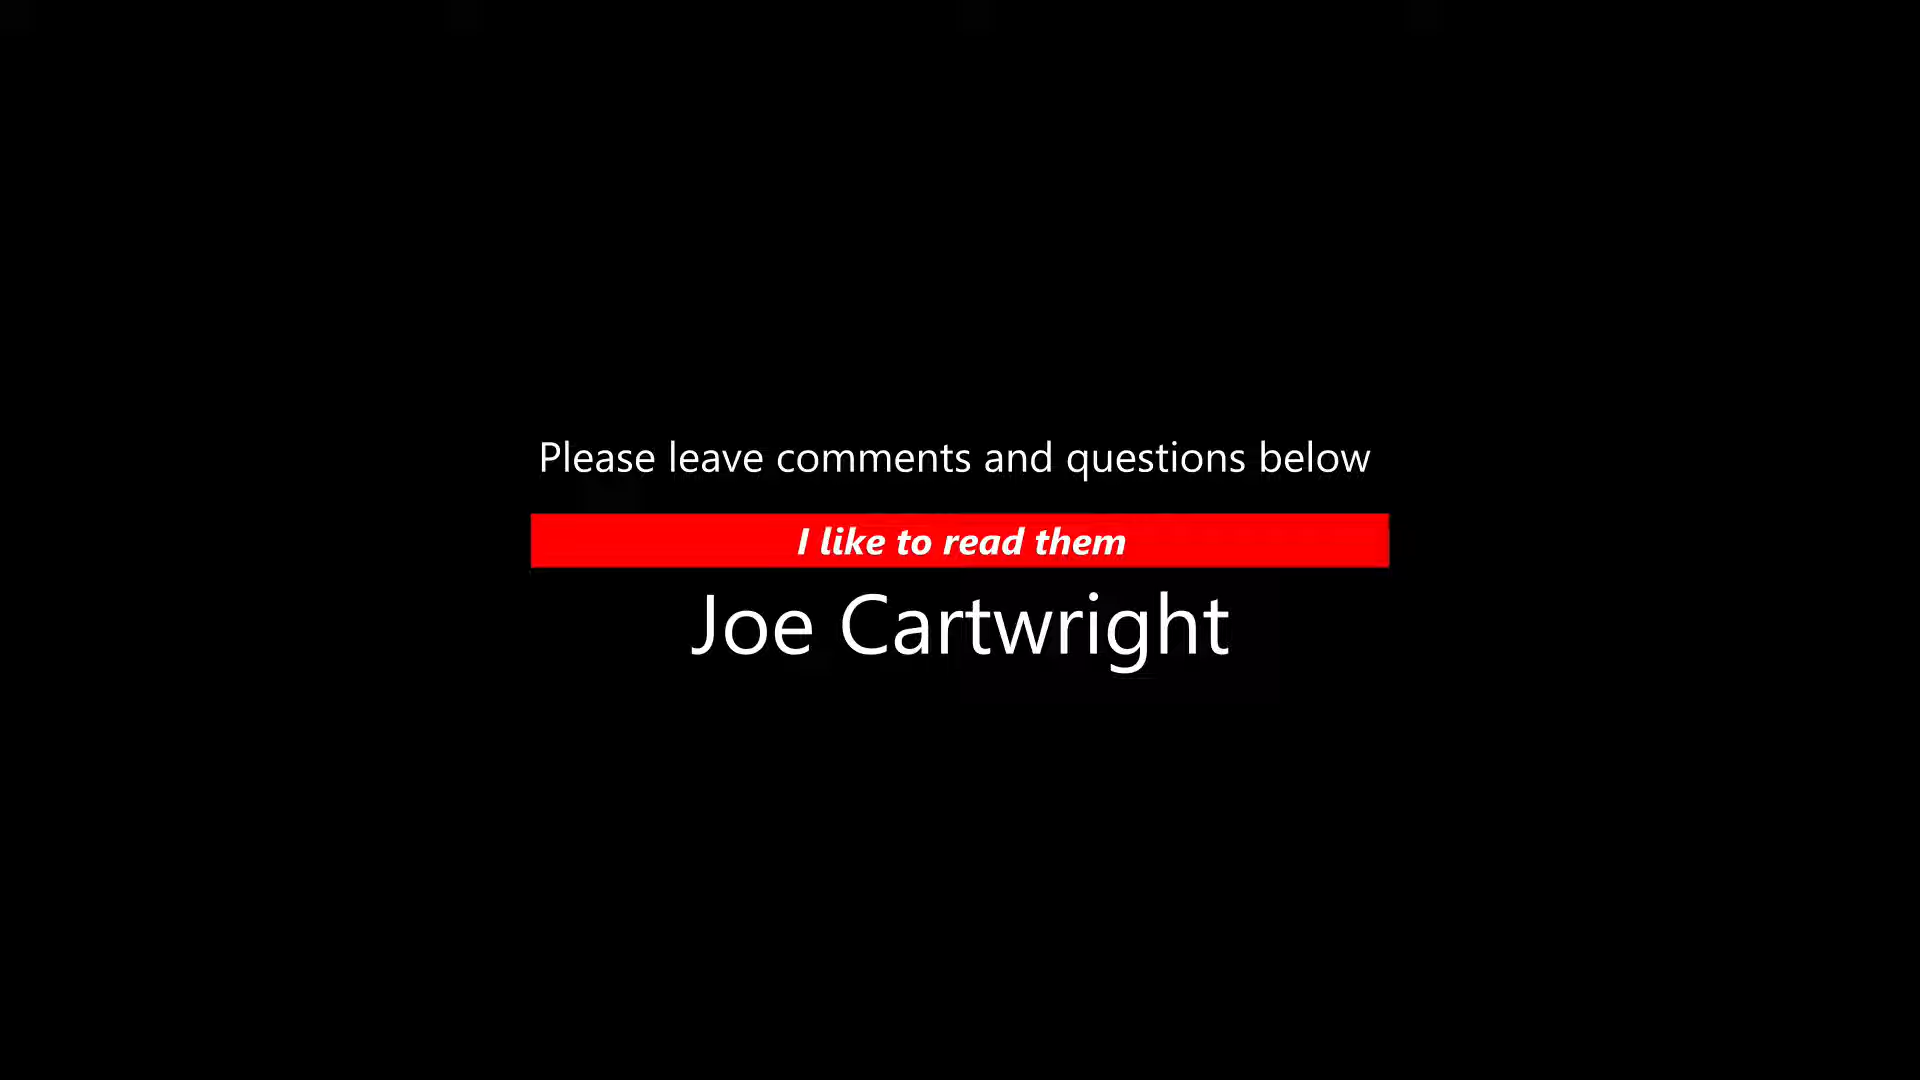 Please leave comments and questions below
I like to read them
Joe Cartwright